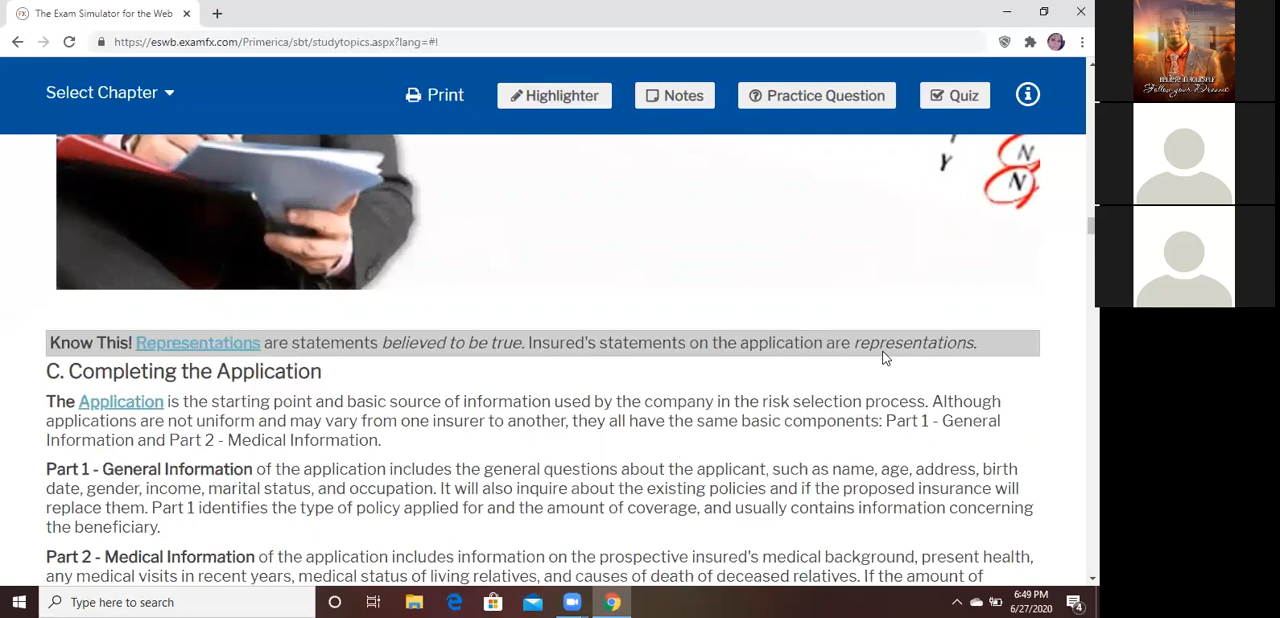 The Exam Simulator for the Web
https://eswb.examfx.com/Primerica/sbt/studytopics.aspx?lang=#!
Select Chapter
Print
Highlighter
Notes
Practice Question
Quiz
Y
N
N
Know This! Representations are statements believed to be true. Insured's statements on the application are representations.
C. Completing the Application
The Application is the starting point and basic source of information used by the company in the risk selection process. Although
applications are not uniform and may vary from one insurer to another, they all have the same basic components: Part 1 - General
Information and Part 2 - Medical Information.
Part 1 - General Information of the application includes the general questions about the applicant, such as name, age, address, birth
date, gender, income, marital status, and occupation. It will also inquire about the existing policies and if the proposed insurance will
replace them. Part 1 identifies the type of policy applied for and the amount of coverage, and usually contains information concerning
the beneficiary.
Part 2 - Medical Information of the application includes information on the prospective insured's medical background, present health,
any medical visits in recent years, medical status of living relatives, and causes of death of deceased relatives. If the amount of
Type here to search
6:49 PM
6/27/2020
4
BELIEVE IN YOURSELF
Follow your Dreams